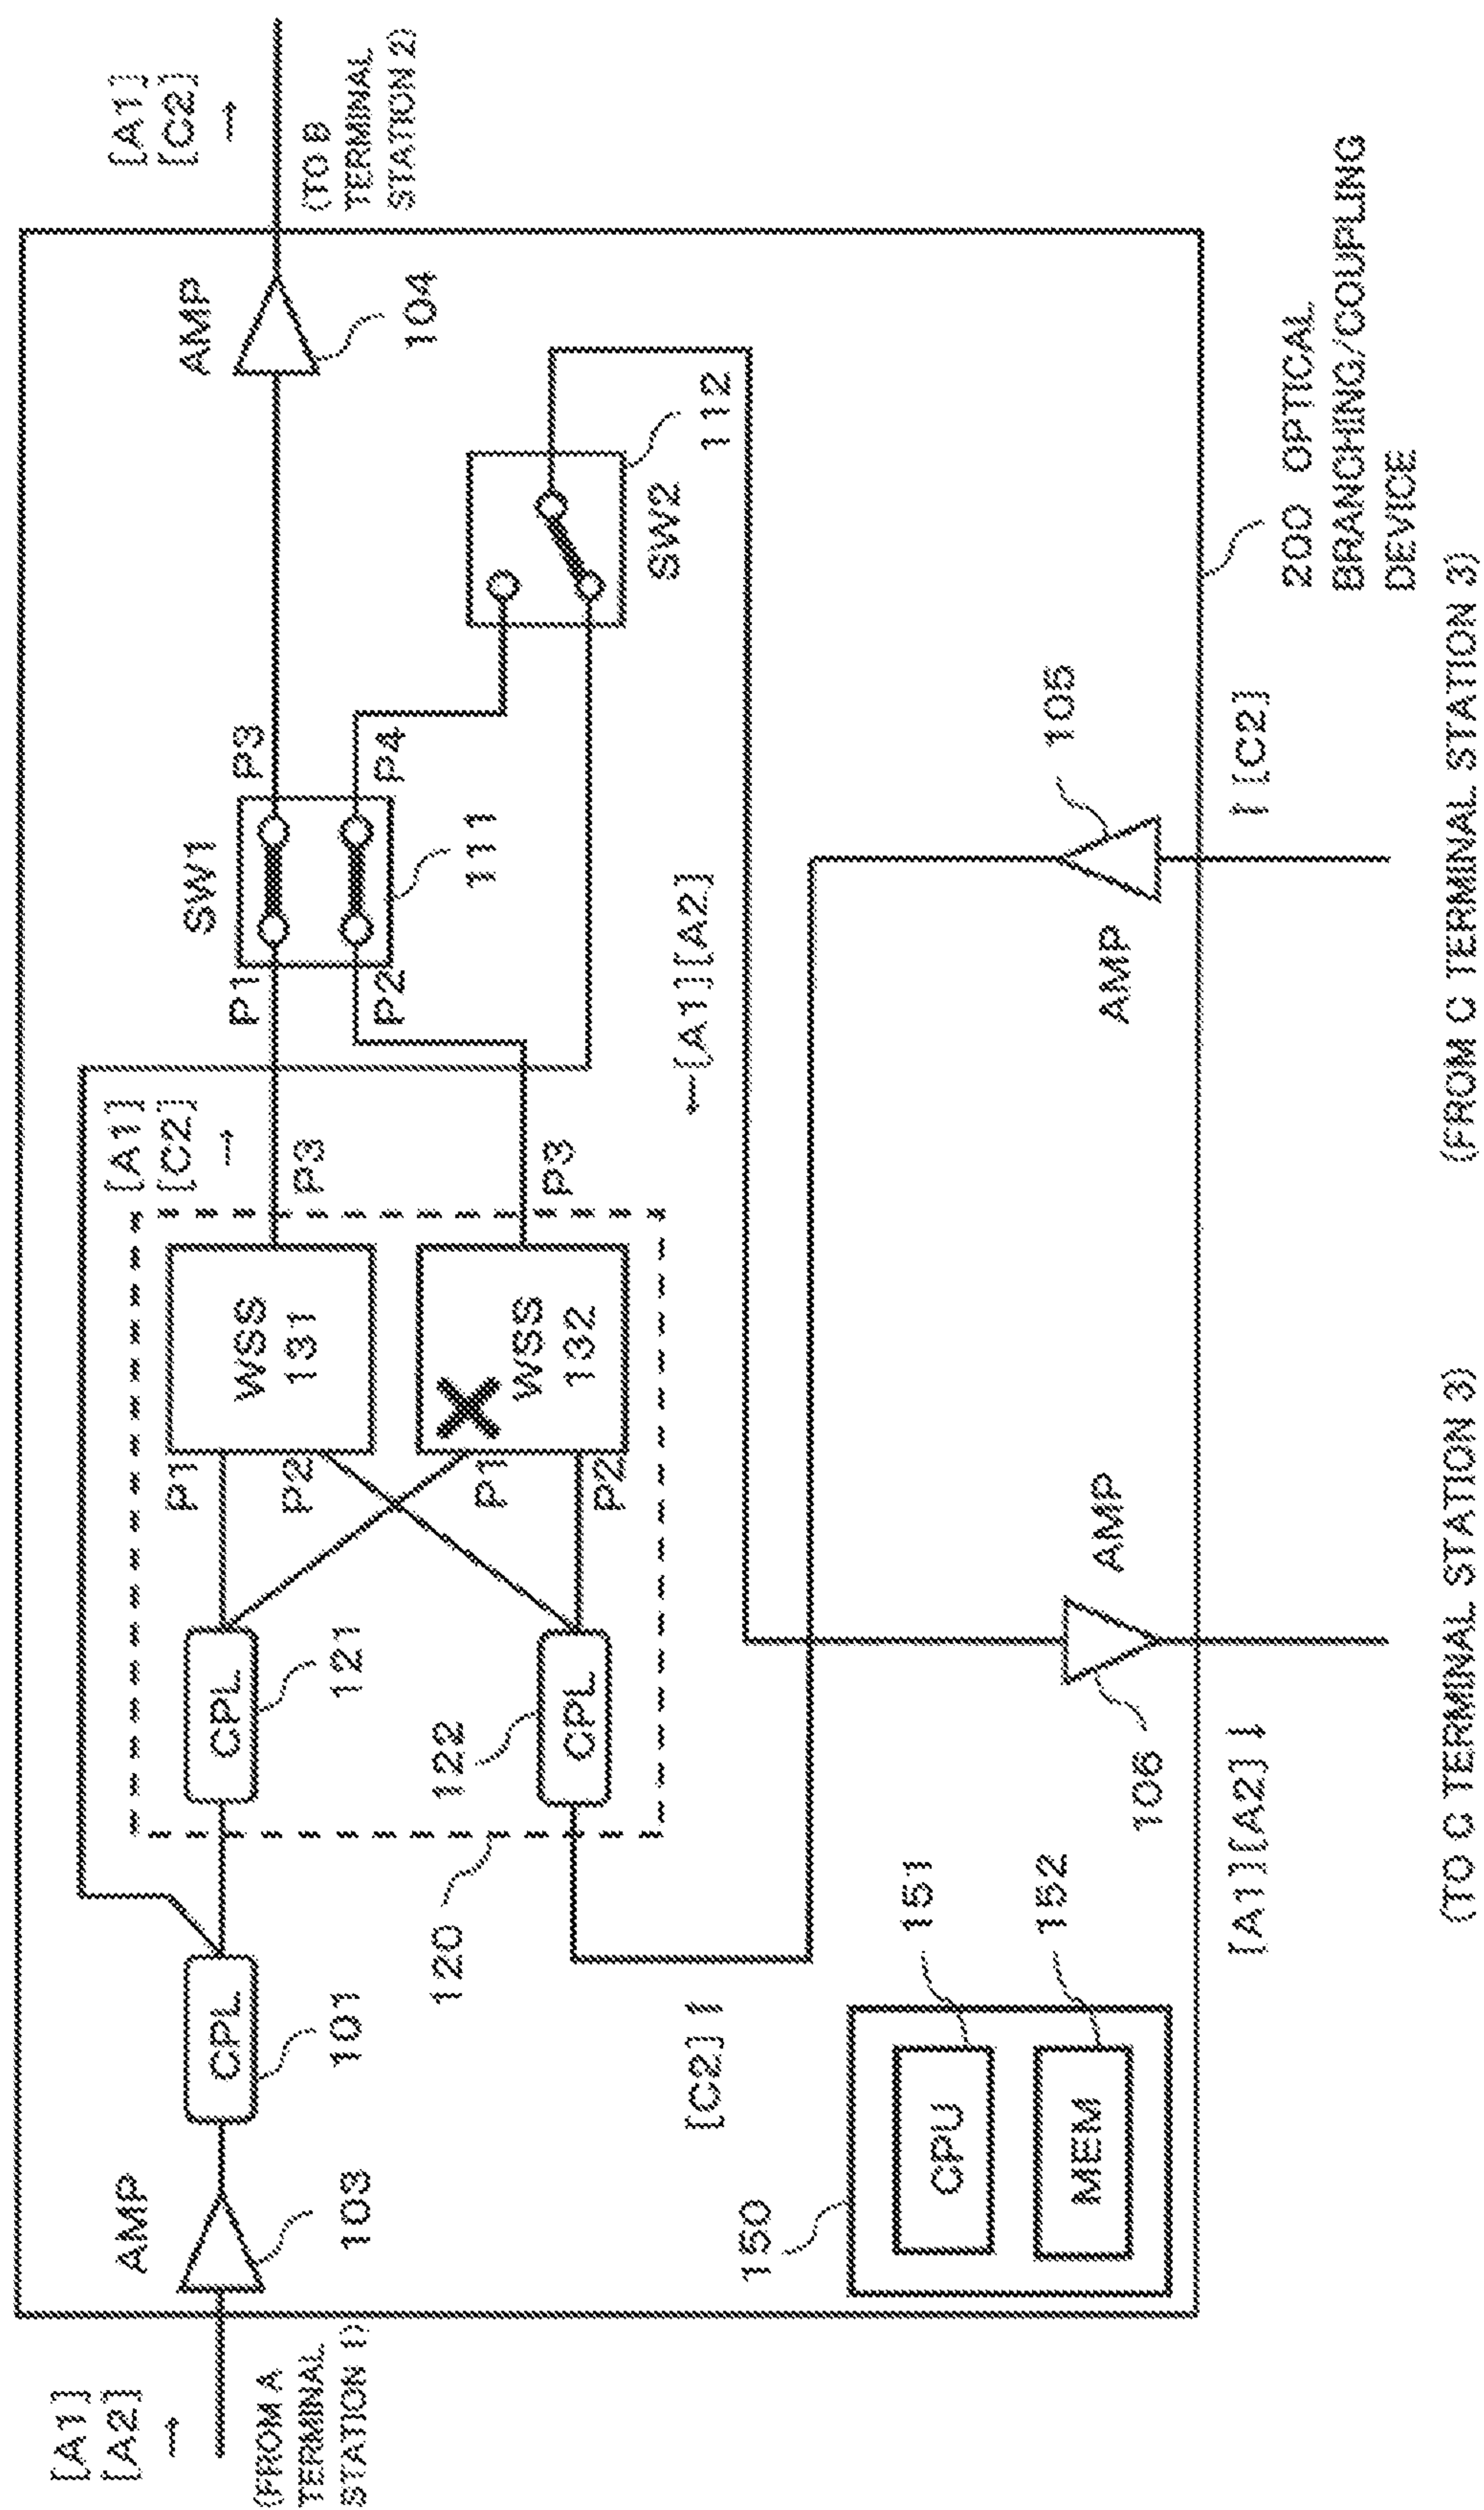 [A1]
[A2]
→
(FROM A
TERMINAL
STATION 1)
AMP
103
CPL
101
120
CPL
121
122
CPL
P1
P2
P1
P2
WSS
131
WSS
132
P3
P3
[A1]
[C2]
→
SW1
P1
P2
P3
P4
111
SW2
112
AMP
104
[A1]
[C2]
→
(TO B
TERMINAL
STATION 2)
←[A1][A2]
[C2]
150
CPU
151
MEM
152
AMP
106
[A1][A2]
(TO C TERMINAL STATION 3)
AMP
105
[C2]
(FROM C TERMINAL STATION 3)
200 OPTICAL
BRANCHING/COUPLING
DEVICE